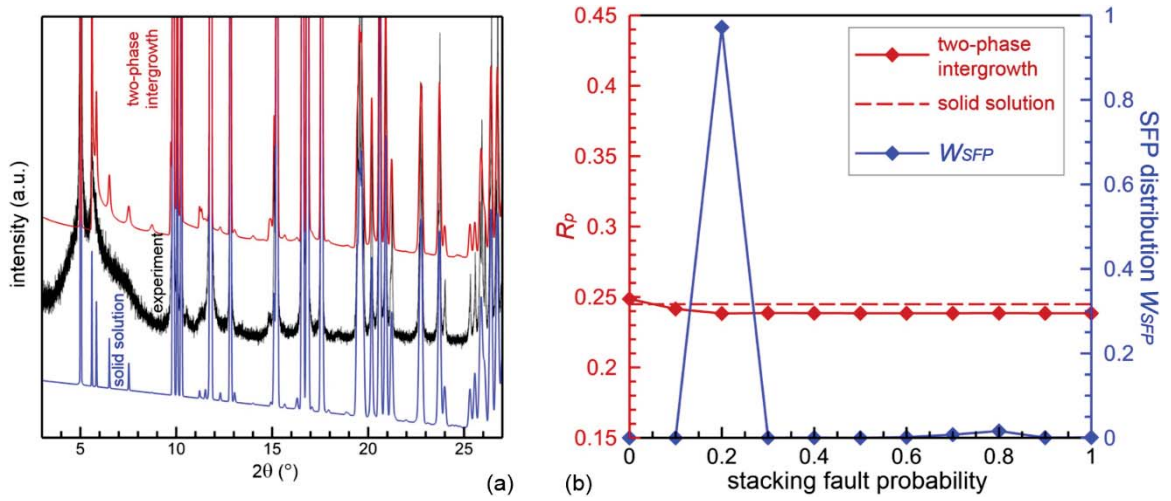 two-phase
intergrowth
experiment
solid solution
intensity (a.u.)
5
10
15
20
25
2θ (°)
(a)
0.45
0.40
0.35
0.30
0.25
0.20
0.15
Rp
1
0.8
0.6
0.4
0.2
0
SFP distribution WSFP
two-phase
intergrowth
solid solution
WSFP
0
0.2
0.4
0.6
0.8
1
stacking fault probability
(b)